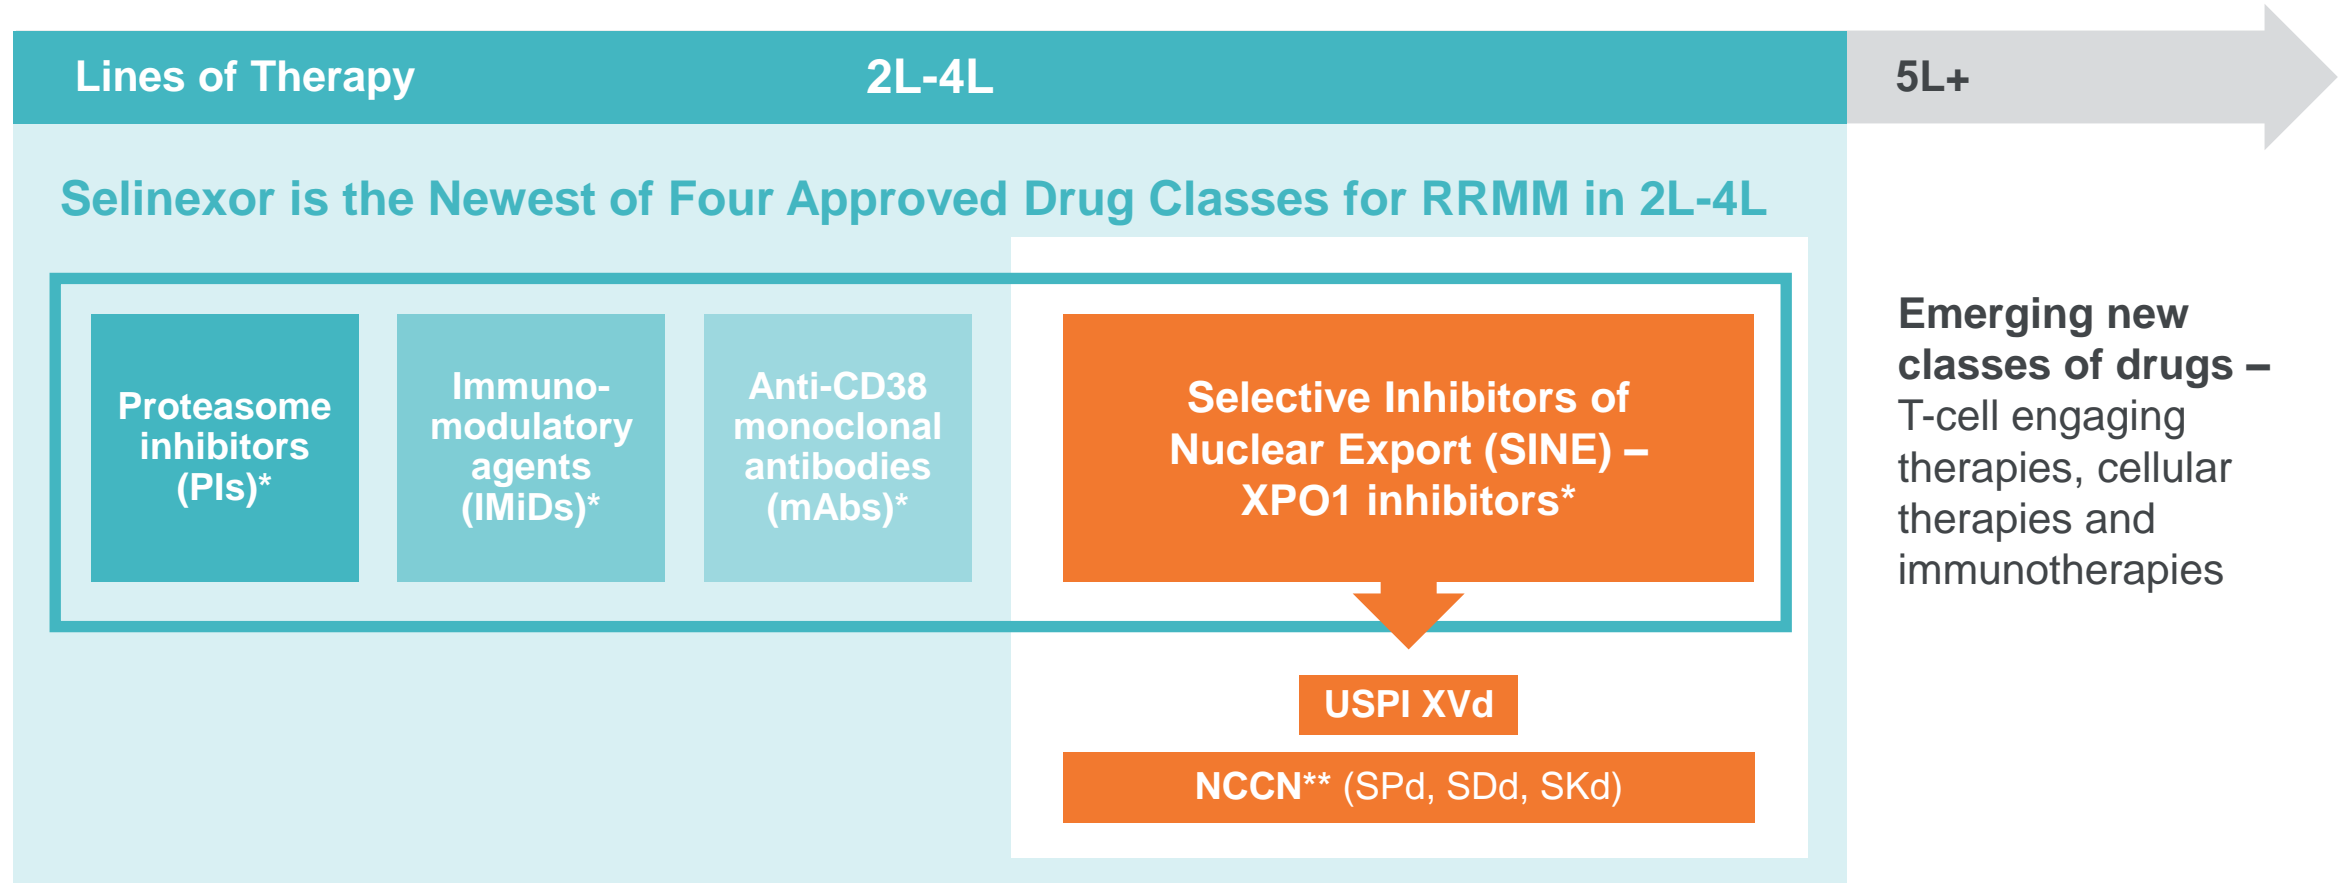 Lines of Therapy
2L-4L
5L+
Selinexor is the Newest of Four Approved Drug Classes for RRMM in 2L-4L
Proteasome
inhibitors
(PIs)*
Immuno-
modulatory
agents
(IMiDs)*
Anti-CD38
monoclonal
antibodies
(mAbs)*
Selective Inhibitors of
Nuclear Export (SINE) –
XPO1 inhibitors*
USPI XVd
NCCN** (SPd, SDd, SKd)
Emerging new
classes of drugs –
T-cell engaging
therapies, cellular
therapies and
immunotherapies